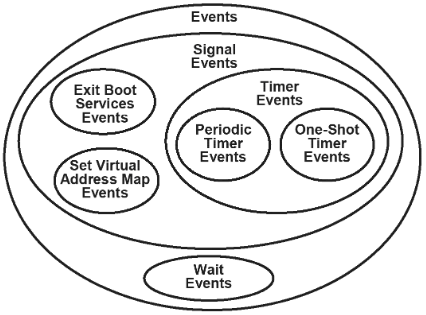 Events
Signal
Events
Exit Boot
Services
Events
Timer
Events
Periodic
Timer
Events
One-Shot
Timer
Events
Set Virtual
Address Map
Events
Wait
Events